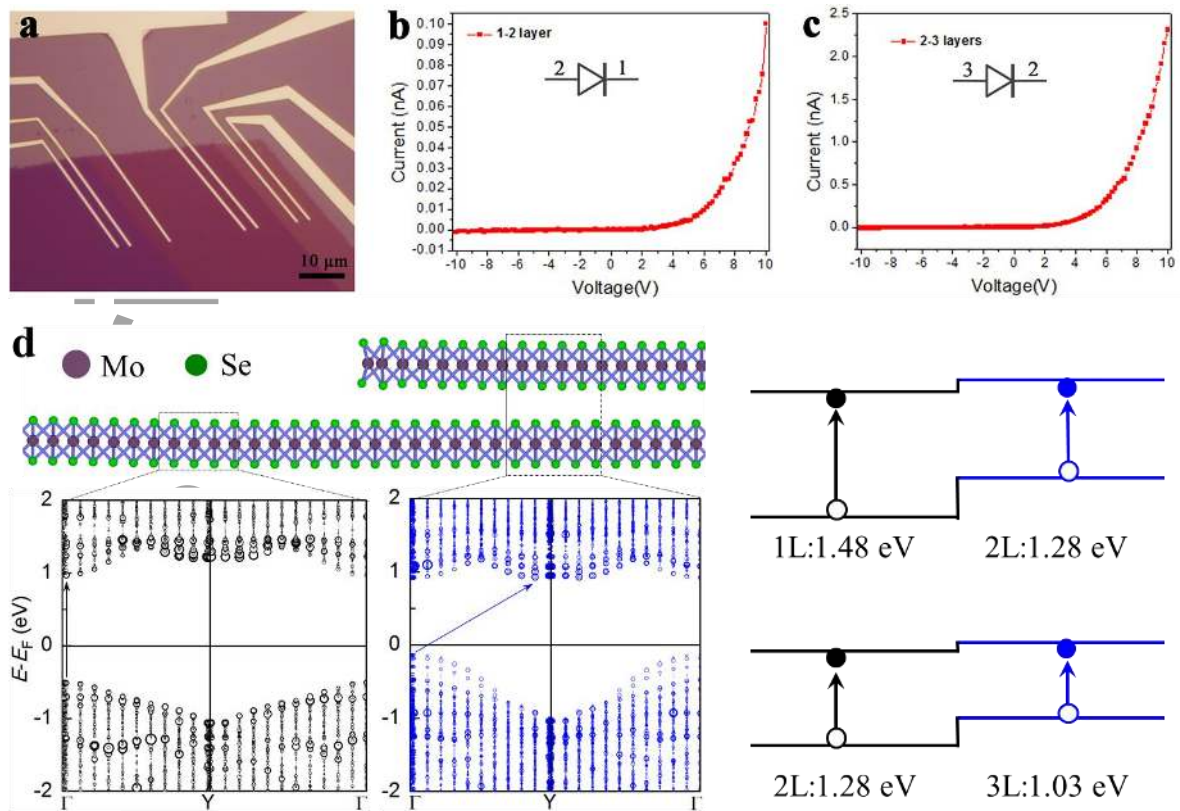 a
10 μm
b
1-2 layer
2 1
Current (nA)
0.10
0.09
0.08
0.07
0.06
0.05
0.04
0.03
0.02
0.01
0.00
-0.01
-10 -8 -6 -4 -2 0 2 4 6 8 10
Voltage(V)
c
2-3 layers
3 2
Current (nA)
2.5
2.0
1.5
1.0
0.5
0.0
-10 -8 -6 -4 -2 0 2 4 6 8 10
Voltage(V)
d
Mo Se
E-E_F (eV)
2
1
0
-1
-2
Γ Y Γ
2
1
0
-1
-2
Γ Y Γ
1L:1.48 eV 2L:1.28 eV
2L:1.28 eV 3L:1.03 eV